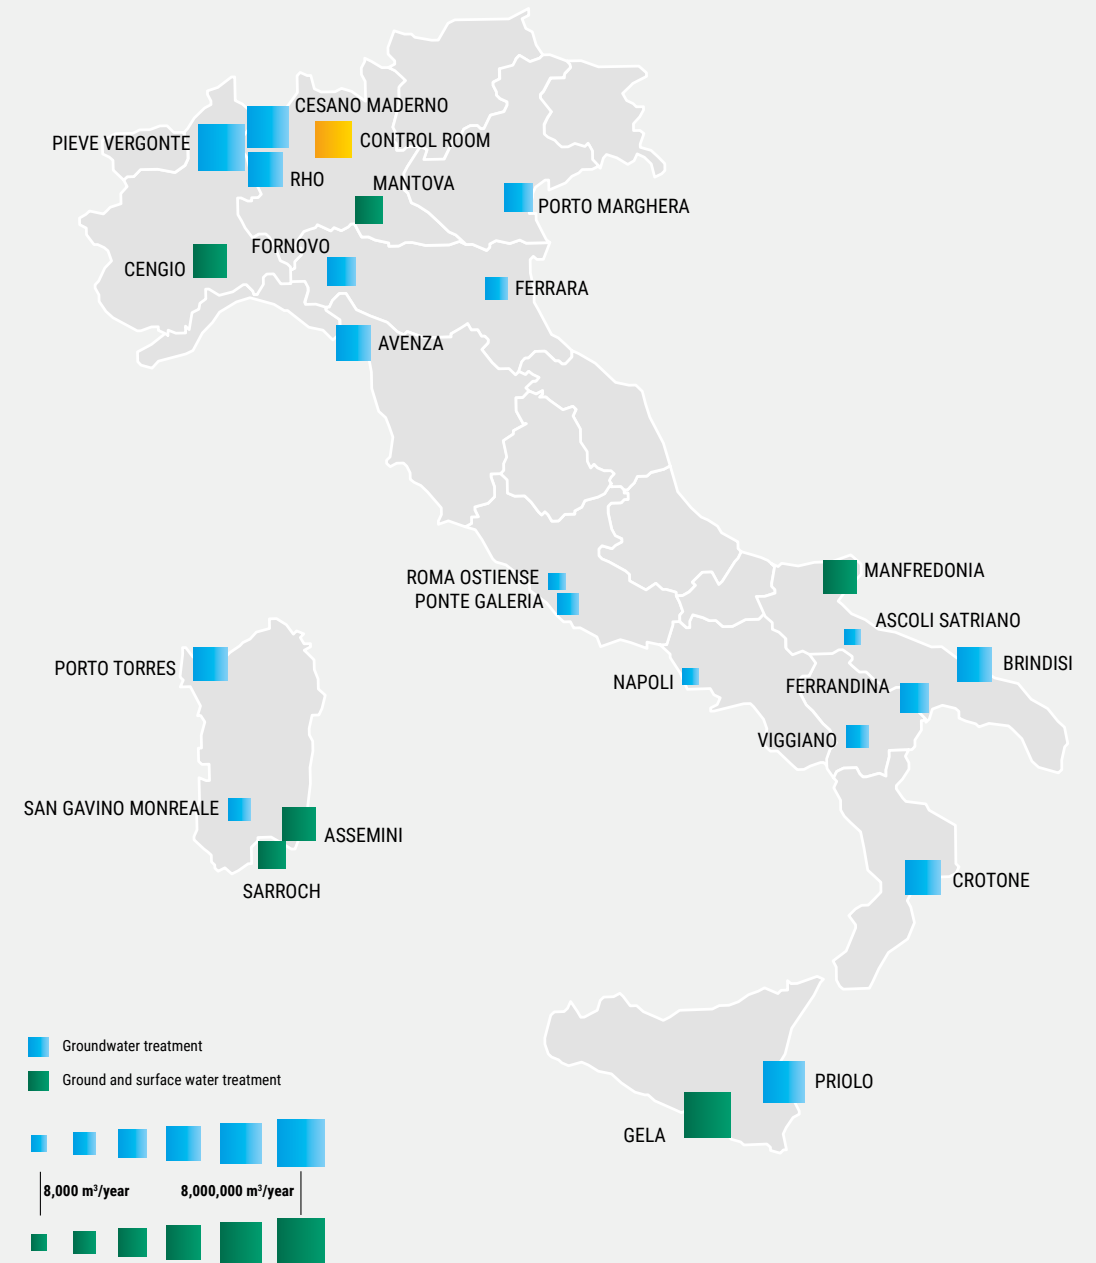 CESANO MADERNO
PIEVE VERGONTE
CONTROL ROOM
RHO
MANTOVA
PORTO MARGHERA
FORNOVO
CENGIO
FERRARA
AVENZA
ROMA OSTIENSE
PONTE GALERIA
MANFREDONIA
ASCOLI SATRIANO
PORTO TORRES
BRINDISI
NAPOLI
FERRANDINA
VIGGIANO
SAN GAVINO MONREALE
ASSEMINI
SARROCH
CROTONE
Groundwater treatment
Ground and surface water treatment
PRIOLO
GELA
8,000 m³/year 8,000,000 m³/year